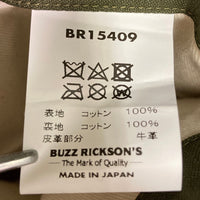 BR15409
表地 コットン 100%
裏地 コットン 100%
皮革部分 牛革
BUZZ RICKSON'S
The Mark of Quality
MADE IN JAPAN